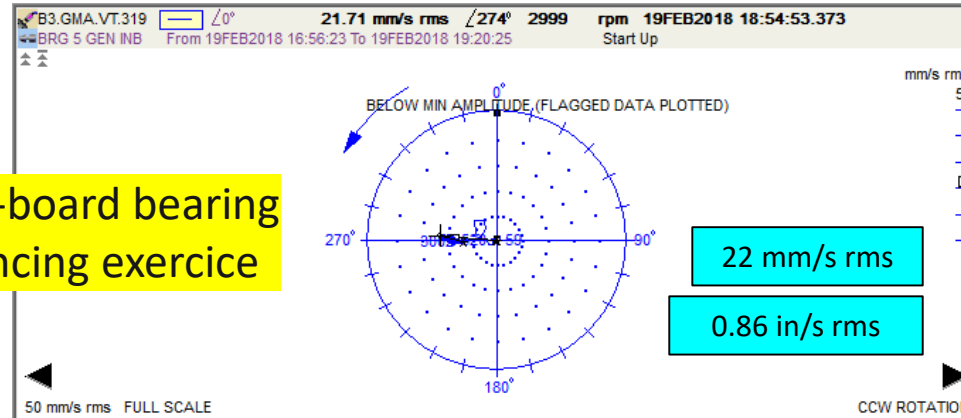 B3.GMA.VT.319 ∠0° 21.71 mm/s rms ∠274° 2999 rpm 19FEB2018 18:54:53.373
BRG 5 GEN INB From 19FEB2018 16:56:23 To 19FEB2018 19:20:25 Start Up
mm/s rm
5
0°
BELOW MIN AMPLITUDE (FLAGGED DATA PLOTTED)
-board bearing
ncing exercice
270°
90°
22 mm/s rms
0.86 in/s rms
180°
50 mm/s rms FULL SCALE
CCW ROTATION